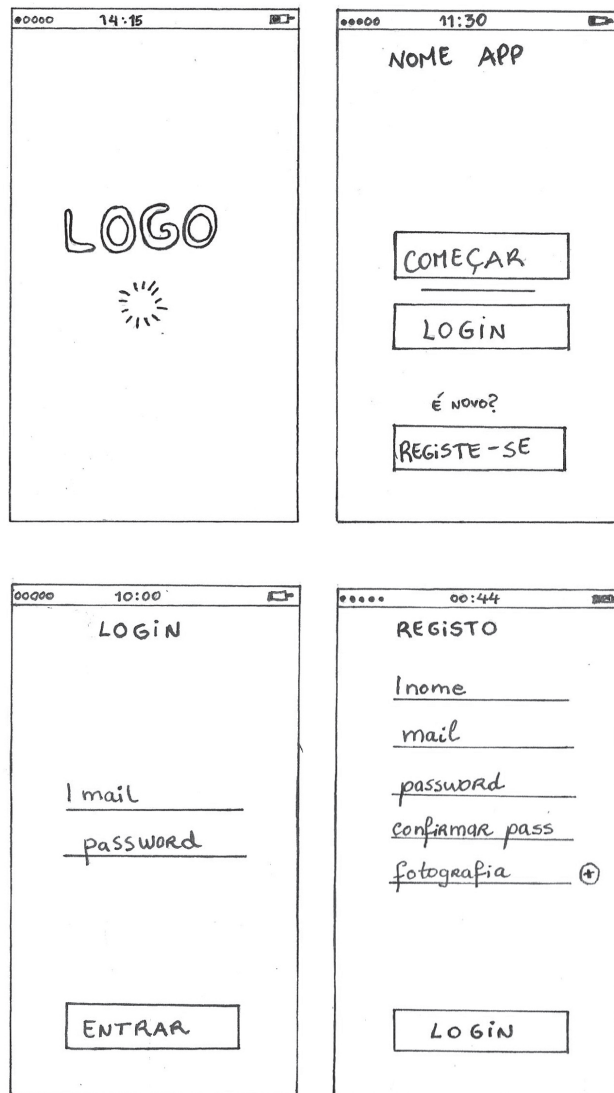 14:15
LOGO
11:30
NOME APP
COMEÇAR
LOGIN
É NOVO?
REGISTE-SE
10:00
LOGIN
mail
password
ENTRAR
00:44
REGISTO
nome
mail
password
confirmar pass
fotografia +
LOGIN